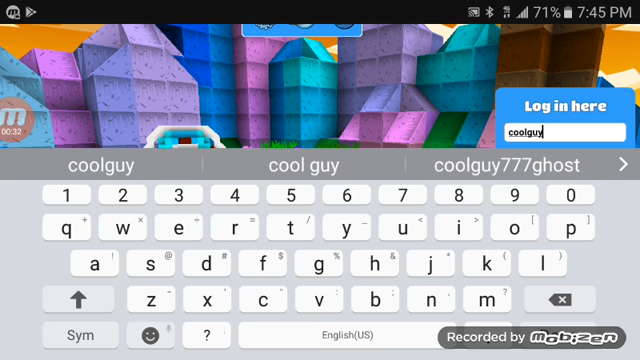 71% 7:45 PM
Log in here
coolguy
00:32
coolguy cool guy coolguy777ghost
1 2 3 4 5 6 7 8 9 0
q + w × e ÷ r = t / y _ u < i > o [ p ]
a ! s @ d # f $ g % h & j * k ( l )
z - x ' c " v : b ; n , m ?
Sym ? English(US)
Recorded by mobizen